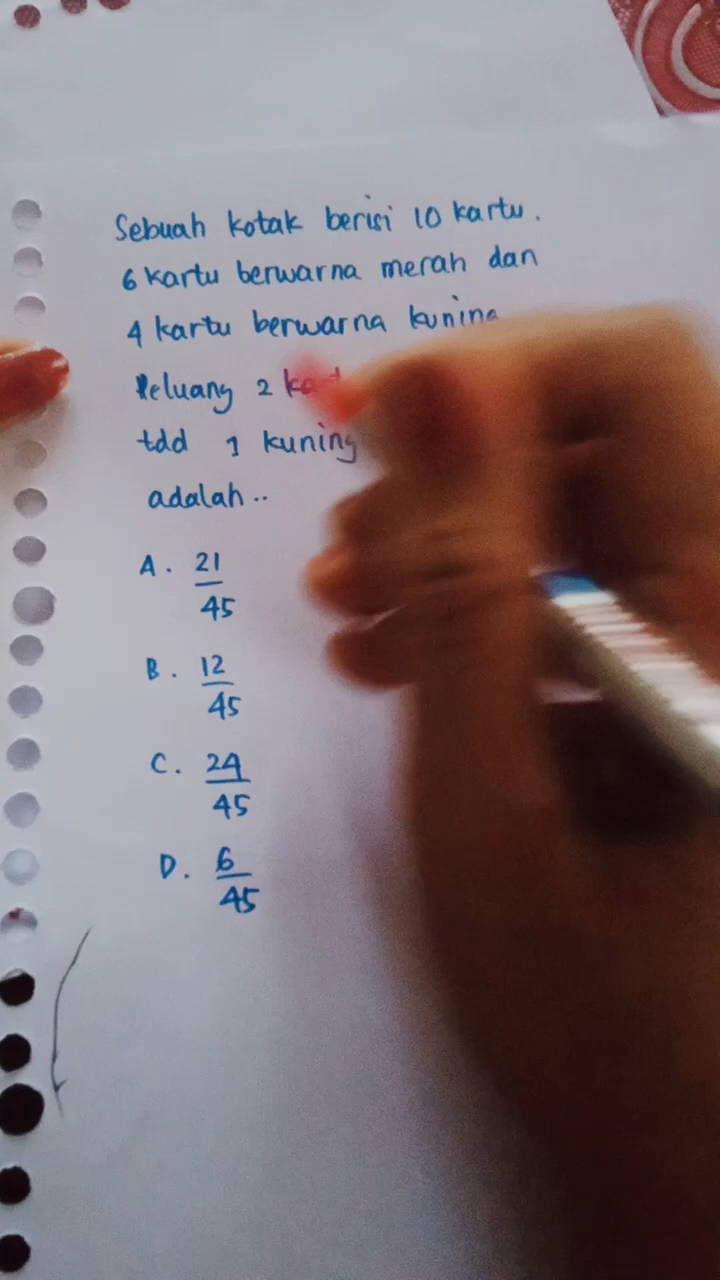 Sebuah kotak berisi 10 kartu.
6 kartu berwarna merah dan
4 kartu berwarna kuning
Peluang 2
tdd 1 kuning
adalah..
A. 21/45
B. 12/45
C. 24/45
D. 6/45